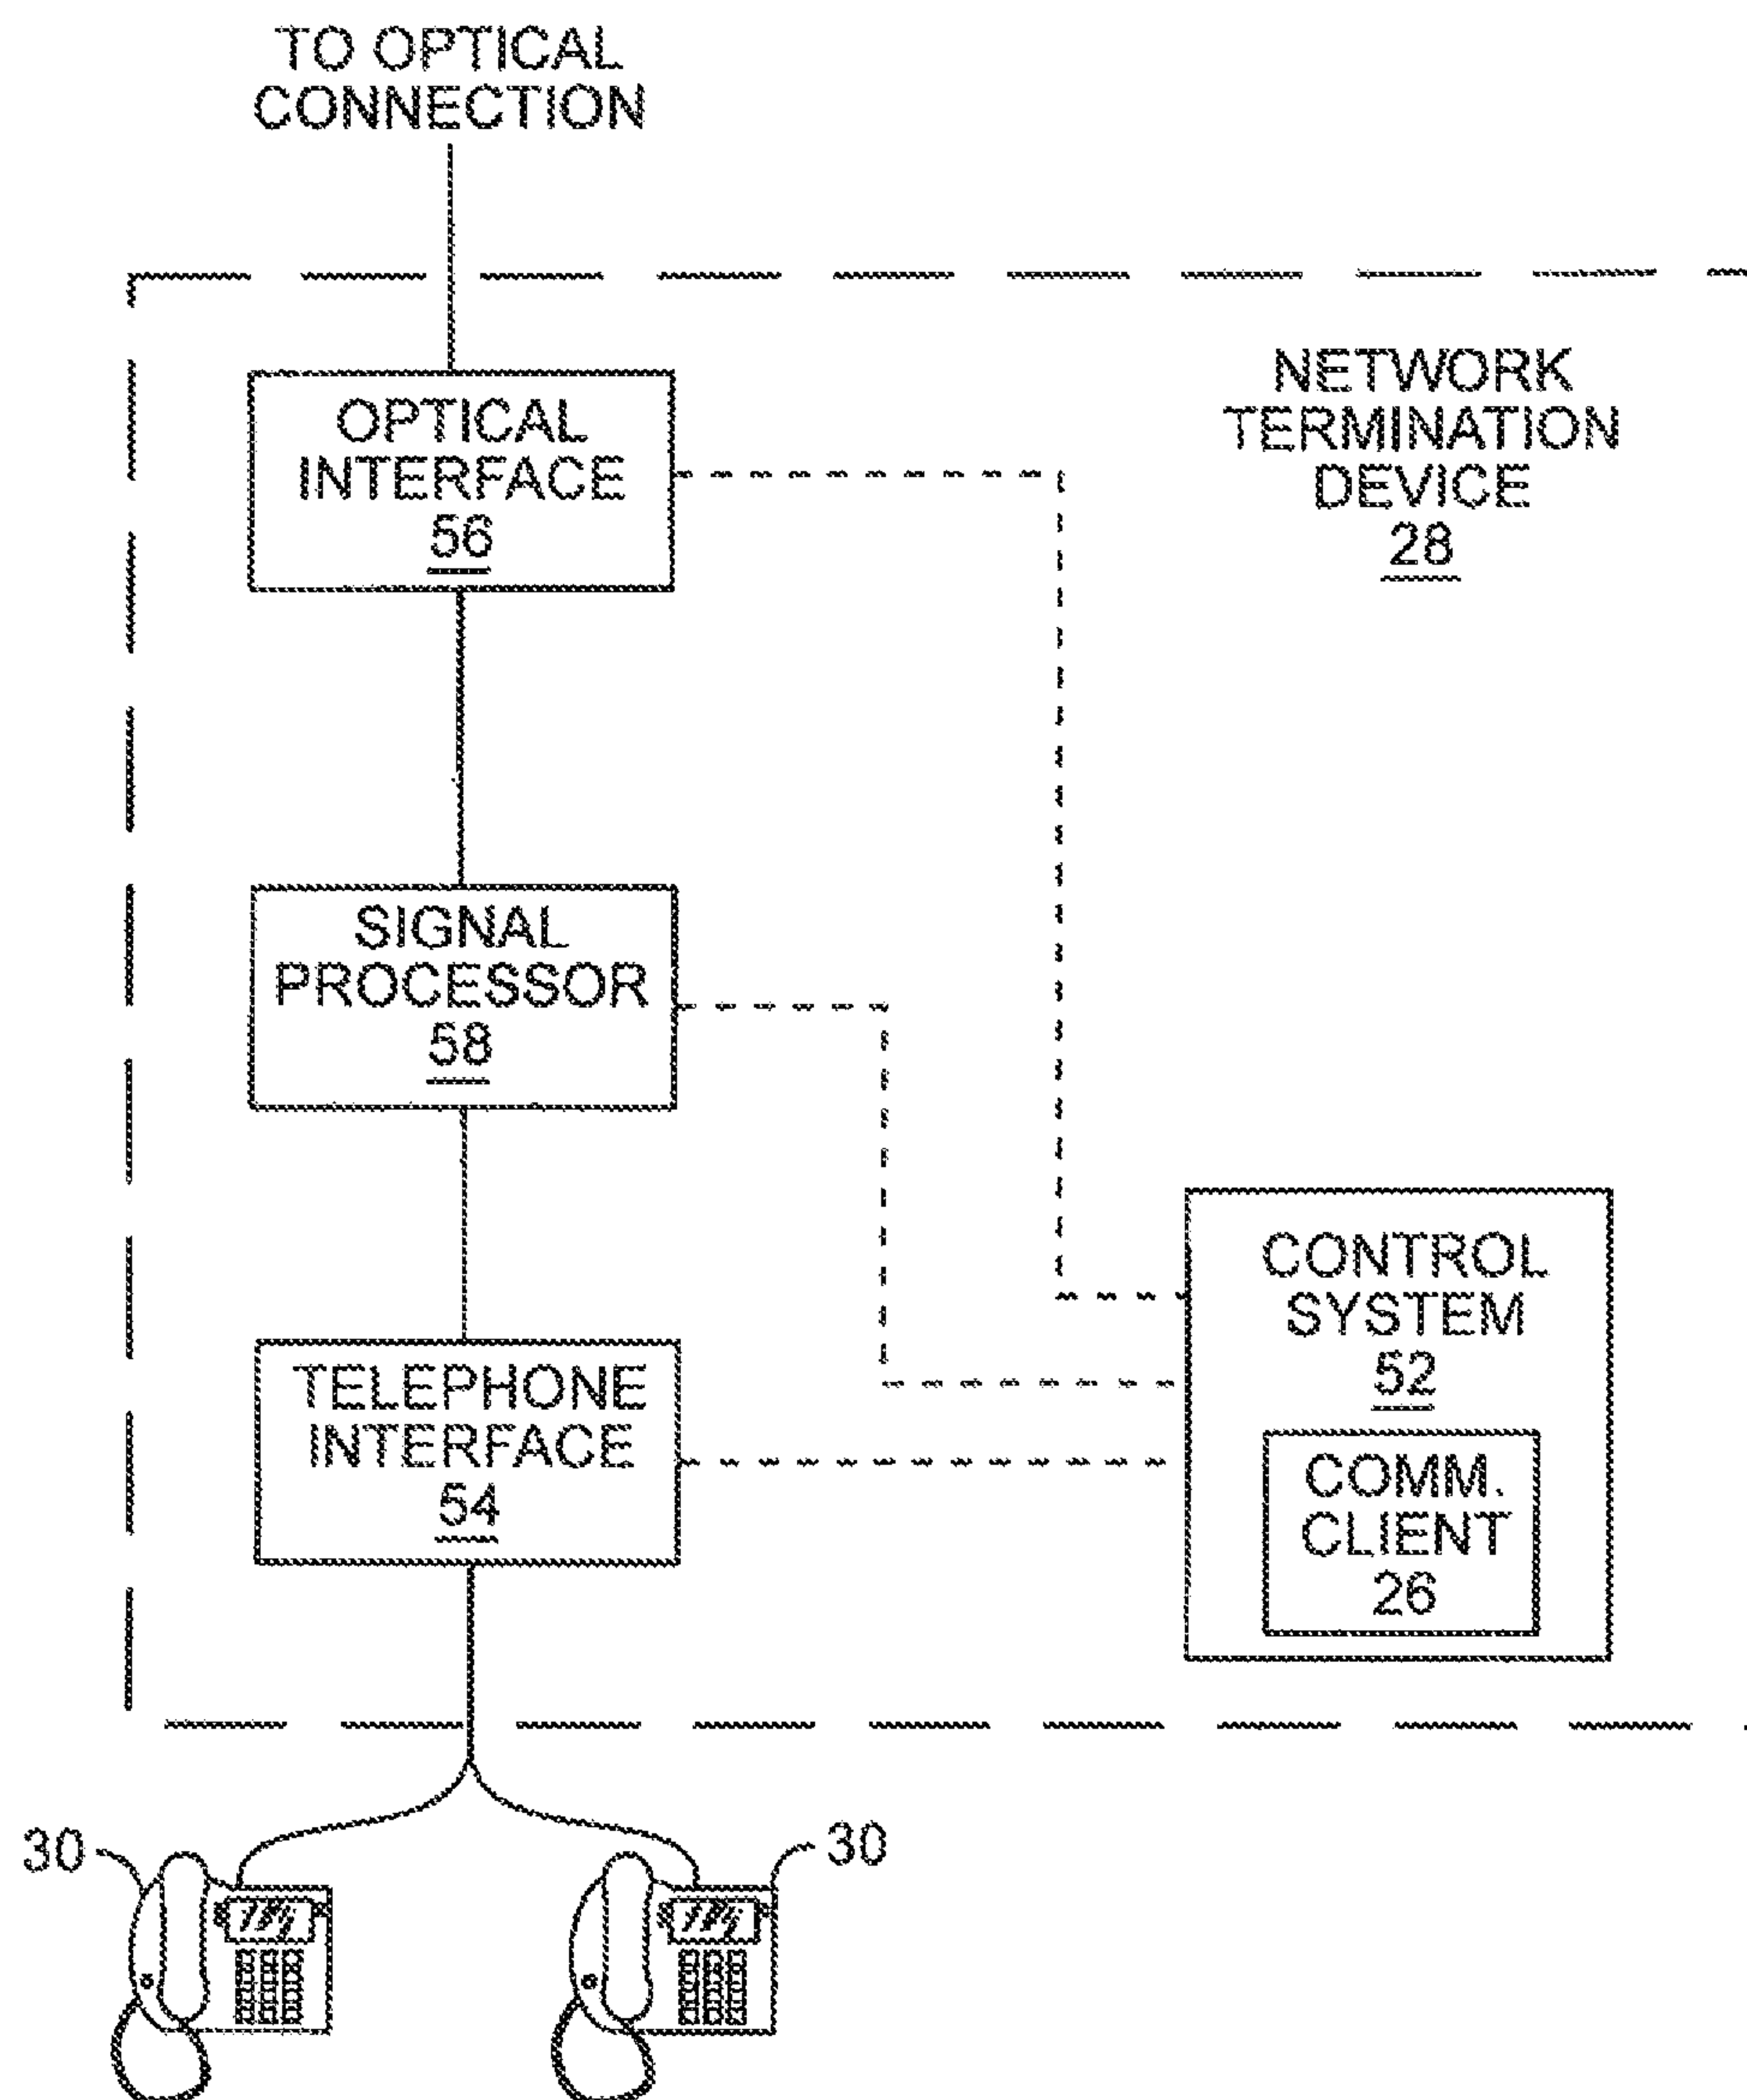 TO OPTICAL
CONNECTION
NETWORK
TERMINATION
DEVICE
28
OPTICAL
INTERFACE
56
SIGNAL
PROCESSOR
58
CONTROL
SYSTEM
52
TELEPHONE
INTERFACE
54
COMM.
CLIENT
26
30
30